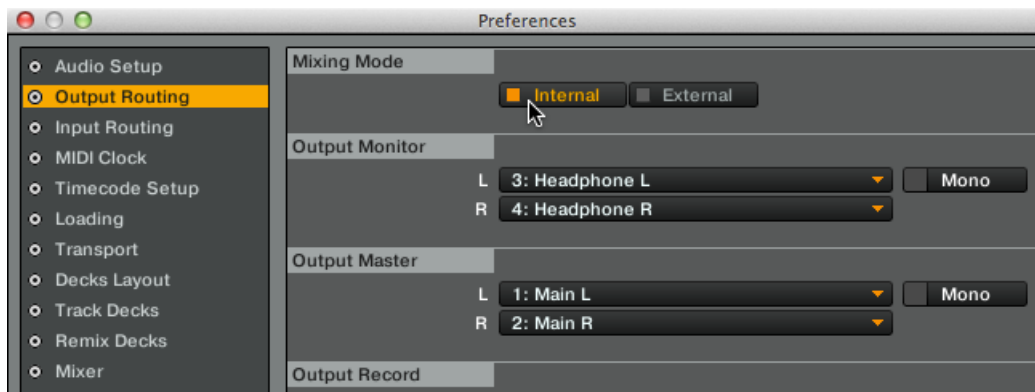 Preferences
Audio Setup
Output Routing
Input Routing
MIDI Clock
Timecode Setup
Loading
Transport
Decks Layout
Track Decks
Remix Decks
Mixer
Mixing Mode
Internal External
Output Monitor
L 3: Headphone L Mono
R 4: Headphone R
Output Master
L 1: Main L Mono
R 2: Main R
Output Record